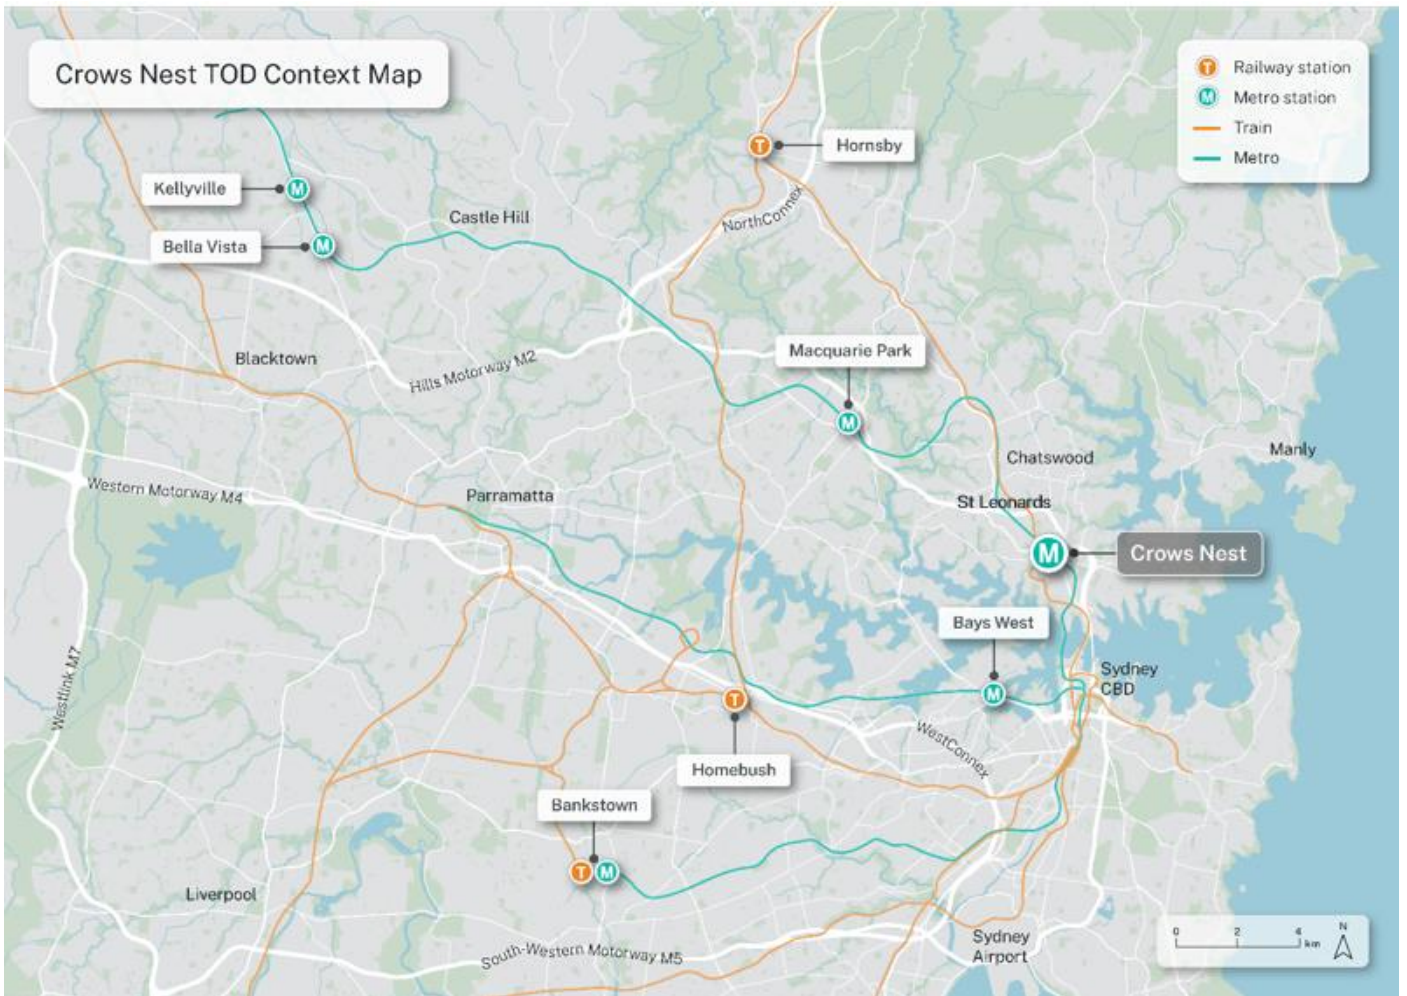 Crows Nest TOD Context Map
T Railway station
M Metro station
Train
Metro
T
Hornsby
Kellyville
M
Castle Hill
NorthConnex
Bella Vista
M
Macquarie Park
Blacktown
Hills Motorway M2
M
Manly
Chatswood
Western Motorway M4
Parramatta
St Leonards
M
Crows Nest
Bays West
Westlink M7
Sydney
CBD
M
T
WestConnex
Homebush
Bankstown
T
M
Liverpool
South-Western Motorway M5
Sydney
Airport
N
0 2 4 km